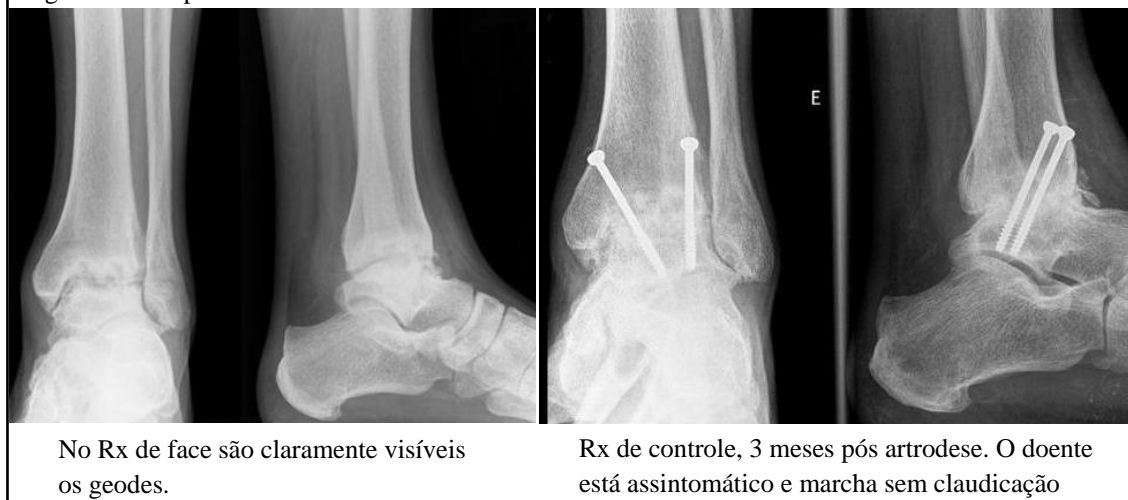 E
No Rx de face são claramente visíveis
os geodes.
Rx de controle, 3 meses pós artrodese. O doente
está assintomático e marcha sem claudicação